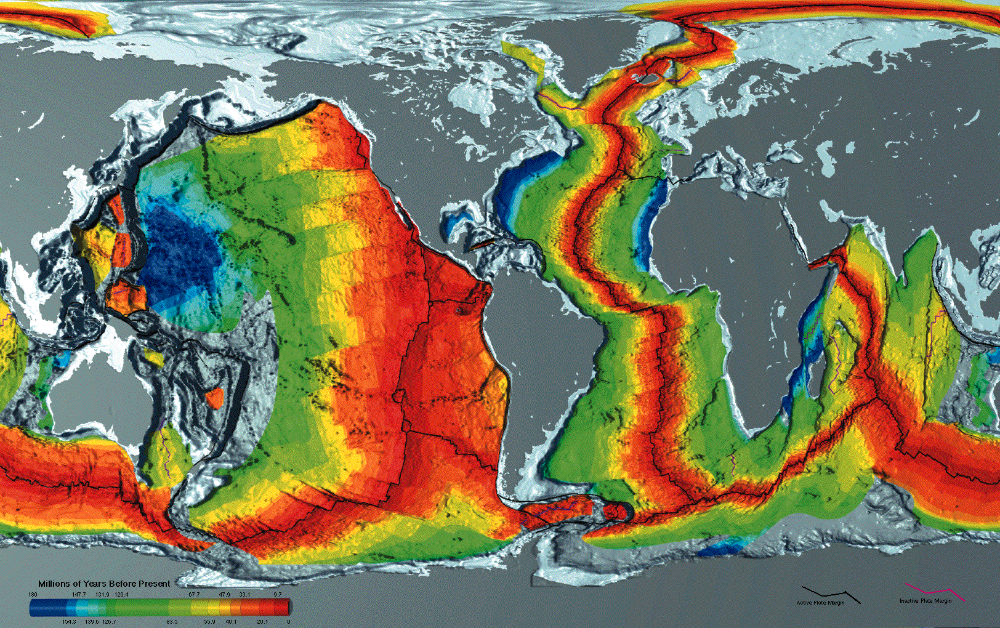 Millions of Years Before Present
180 147.7 131.9 120.4 67.7 47.9 33.1 9.7
154.3 139.6 126.7 83.5 55.9 40.1 20.1 0
Active Plate Margin
Inactive Plate Margin